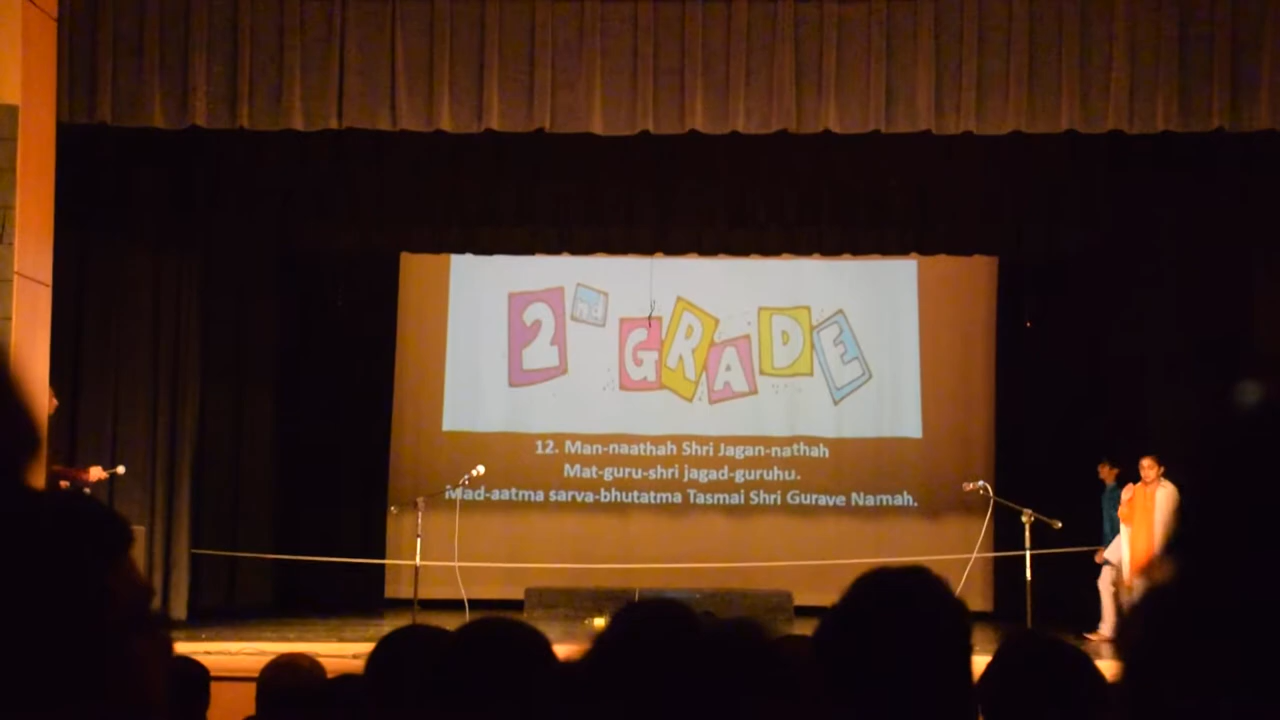 2nd GRADE
12. Man-naathah Shri Jagan-nathah
Mat-guru-shri jagad-guruhu.
Mad-aatma sarva-bhutatma Tasmai Shri Gurave Namah.